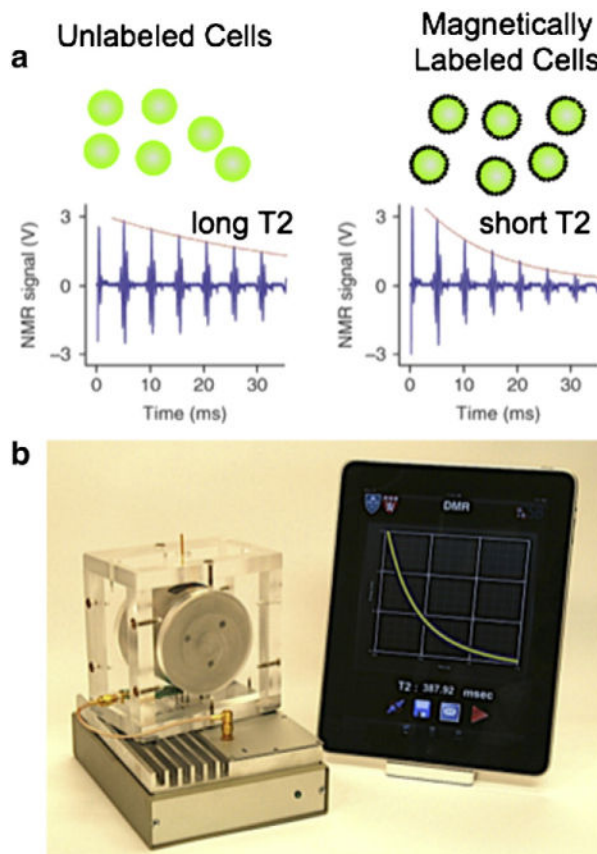 a
Unlabeled Cells
Magnetically
Labeled Cells
long T2
NMR signal (V)
3
0
−3
0 10 20 30
Time (ms)
short T2
NMR signal (V)
3
0
−3
0 10 20 30
Time (ms)
b
DMR
T2 : 387.92 msec